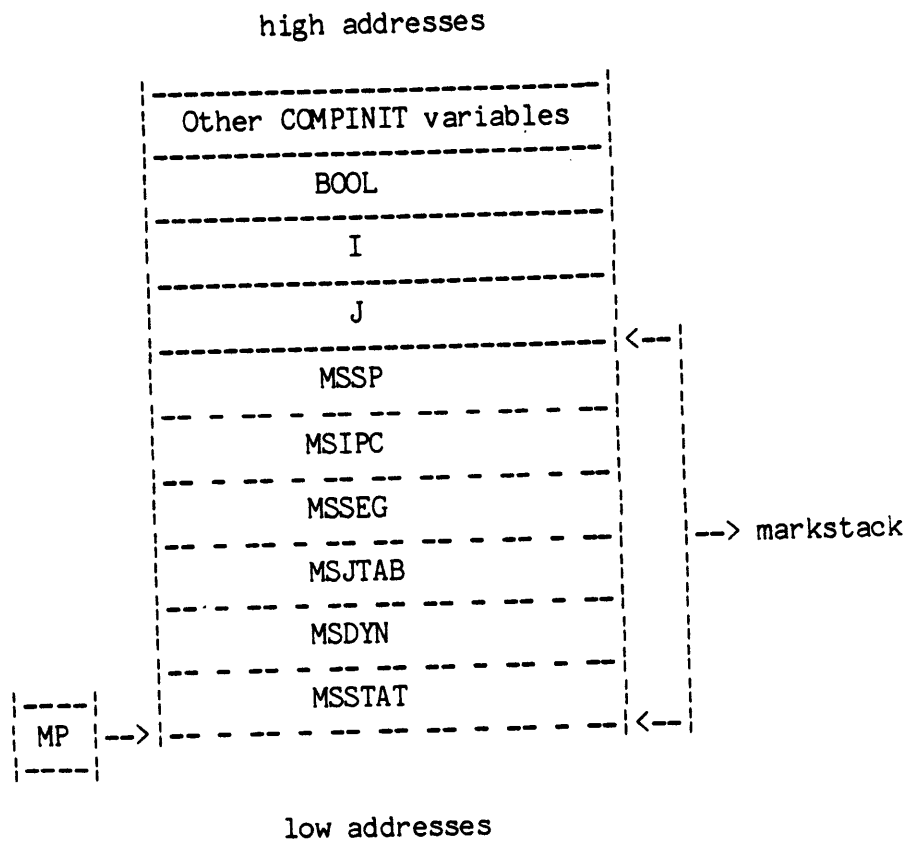 high addresses
Other COMPINIT variables
BOOL
I
J
MSSP
MSIPC
MSSEG
MSJTAB
markstack
MSDYN
MSSTAT
MP
low addresses